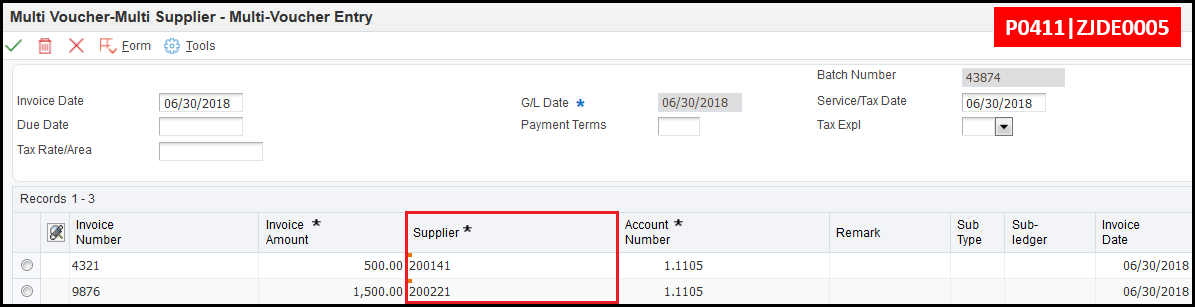 Multi Voucher-Multi Supplier - Multi-Voucher Entry
P0411|ZJDE0005
Form Tools
Batch Number 43874
Invoice Date 06/30/2018 G/L Date * 06/30/2018 Service/Tax Date 06/30/2018
Due Date Payment Terms Tax Expl
Tax Rate/Area
Records 1 - 3
Invoice Number Invoice * Amount Supplier * Account * Number Remark Sub Type Sub- ledger Invoice Date
4321 500.00 200141 1.1105 06/30/2018
9876 1,500.00 200221 1.1105 06/30/2018